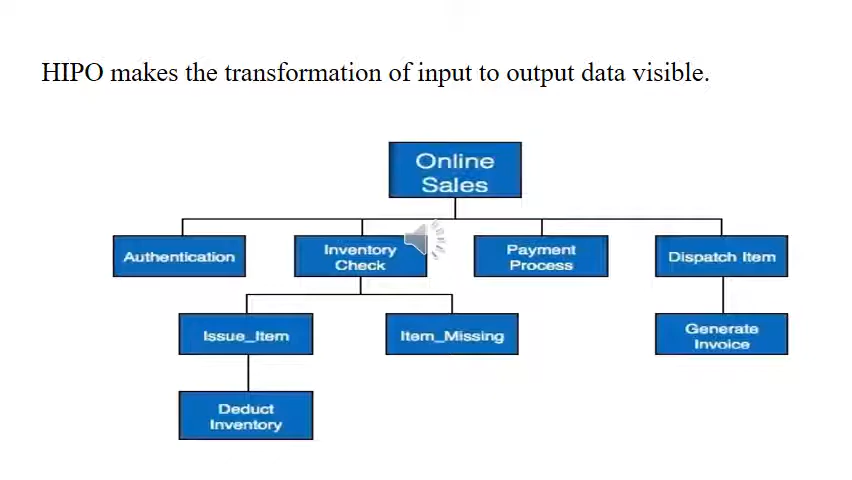 HIPO makes the transformation of input to output data visible.
Online
Sales
Authentication
Inventory
Check
Payment
Process
Dispatch Item
Issue_Item
Item_Missing
Generate
Invoice
Deduct
Inventory